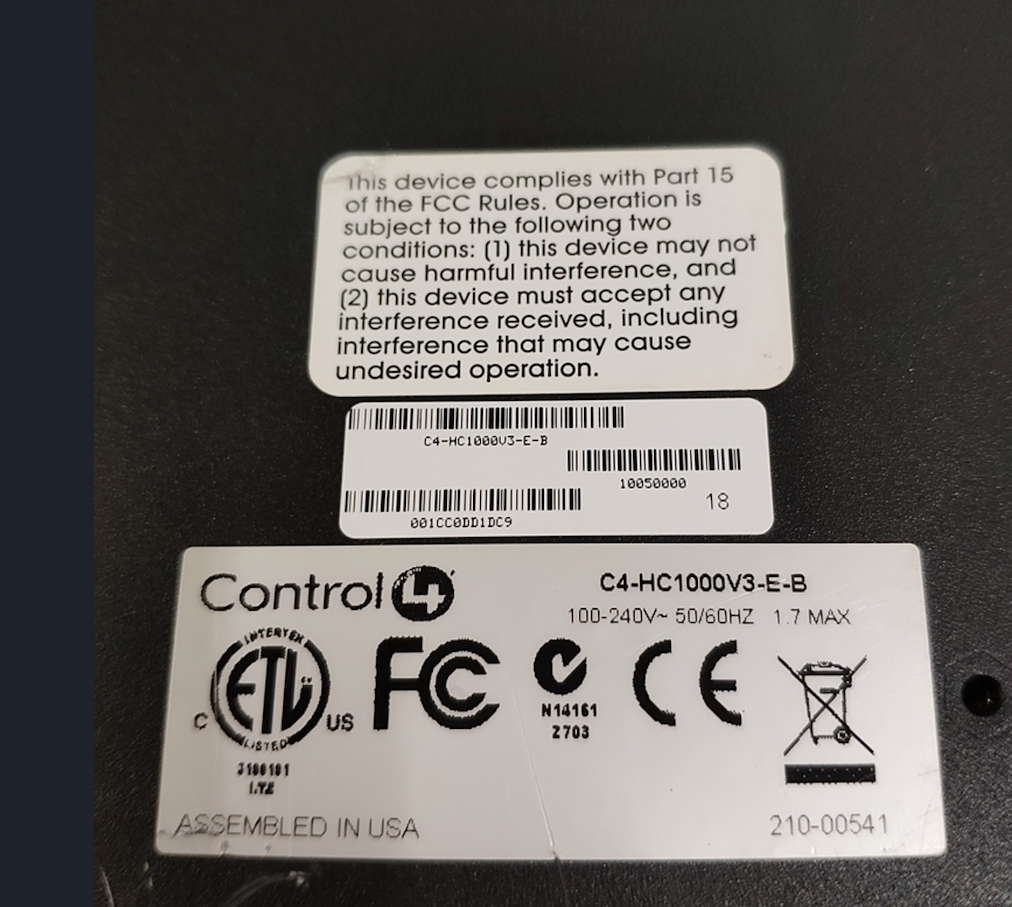 This device complies with Part 15
of the FCC Rules. Operation is
subject to the following two
conditions: (1) this device may not
cause harmful interference, and
(2) this device must accept any
interference received, including
interference that may cause
undesired operation.
C4-HC1000V3-E-B
10050000
18
001CC0DD1DC9
Control4
C4-HC1000V3-E-B
100-240V~ 50/60HZ 1.7 MAX
INTERTEK
C ETL US
LISTED
FC
CE
N14161
Z703
I.T.E
ASSEMBLED IN USA
210-00541